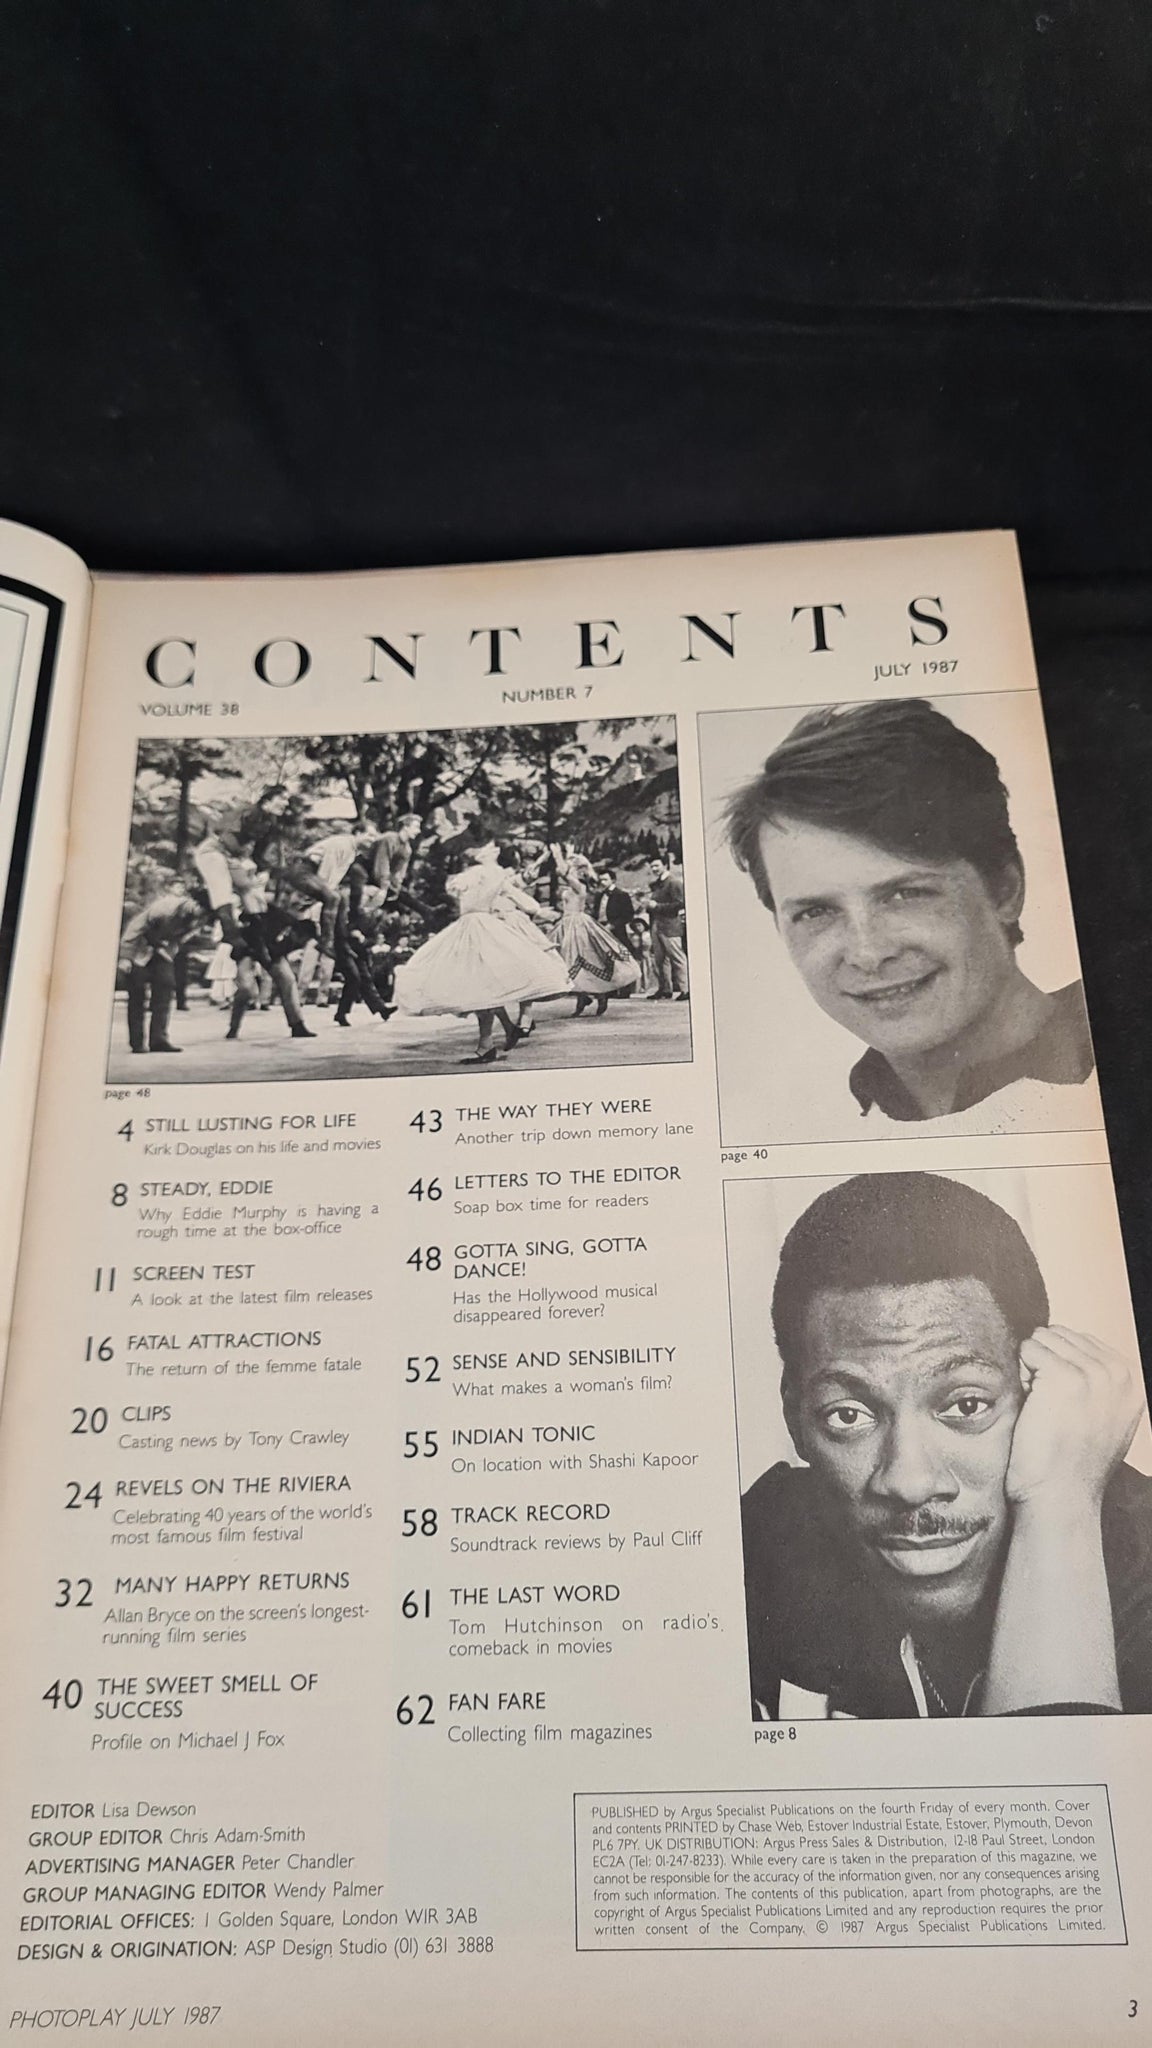 CONTENTS
VOLUME 38 NUMBER 7 JULY 1987
page 48
4 STILL LUSTING FOR LIFE
Kirk Douglas on his life and movies
8 STEADY, EDDIE
Why Eddie Murphy is having a
rough time at the box-office
11 SCREEN TEST
A look at the latest film releases
16 FATAL ATTRACTIONS
The return of the femme fatale
20 CLIPS
Casting news by Tony Crawley
24 REVELS ON THE RIVIERA
Celebrating 40 years of the world's
most famous film festival
32 MANY HAPPY RETURNS
Allan Bryce on the screen's longest-
running film series
40 THE SWEET SMELL OF
SUCCESS
Profile on Michael J Fox
43 THE WAY THEY WERE
Another trip down memory lane
46 LETTERS TO THE EDITOR
Soap box time for readers
48 GOTTA SING, GOTTA
DANCE!
Has the Hollywood musical
disappeared forever?
52 SENSE AND SENSIBILITY
What makes a woman's film?
55 INDIAN TONIC
On location with Shashi Kapoor
58 TRACK RECORD
Soundtrack reviews by Paul Cliff
61 THE LAST WORD
Tom Hutchinson on radio's
comeback in movies
62 FAN FARE
Collecting film magazines
page 40
page 8
EDITOR Lisa Dewson
GROUP EDITOR Chris Adam-Smith
ADVERTISING MANAGER Peter Chandler
GROUP MANAGING EDITOR Wendy Palmer
EDITORIAL OFFICES: 1 Golden Square, London W1R 3AB
DESIGN & ORIGINATION: ASP Design Studio (01) 631 3888
PUBLISHED by Argus Specialist Publications on the fourth Friday of every month. Cover
and contents PRINTED by Chase Web, Estover Industrial Estate, Estover, Plymouth, Devon
PL6 7PY. UK DISTRIBUTION: Argus Press Sales & Distribution, 12-18 Paul Street, London
EC2A (Tel: 01-247-8233). While every care is taken in the preparation of this magazine, we
cannot be responsible for the accuracy of the information given, nor any consequences arising
from such information. The contents of this publication, apart from photographs, are the
copyright of Argus Specialist Publications Limited and any reproduction requires the prior
written consent of the Company. © 1987 Argus Specialist Publications Limited.
PHOTOPLAY JULY 1987
3